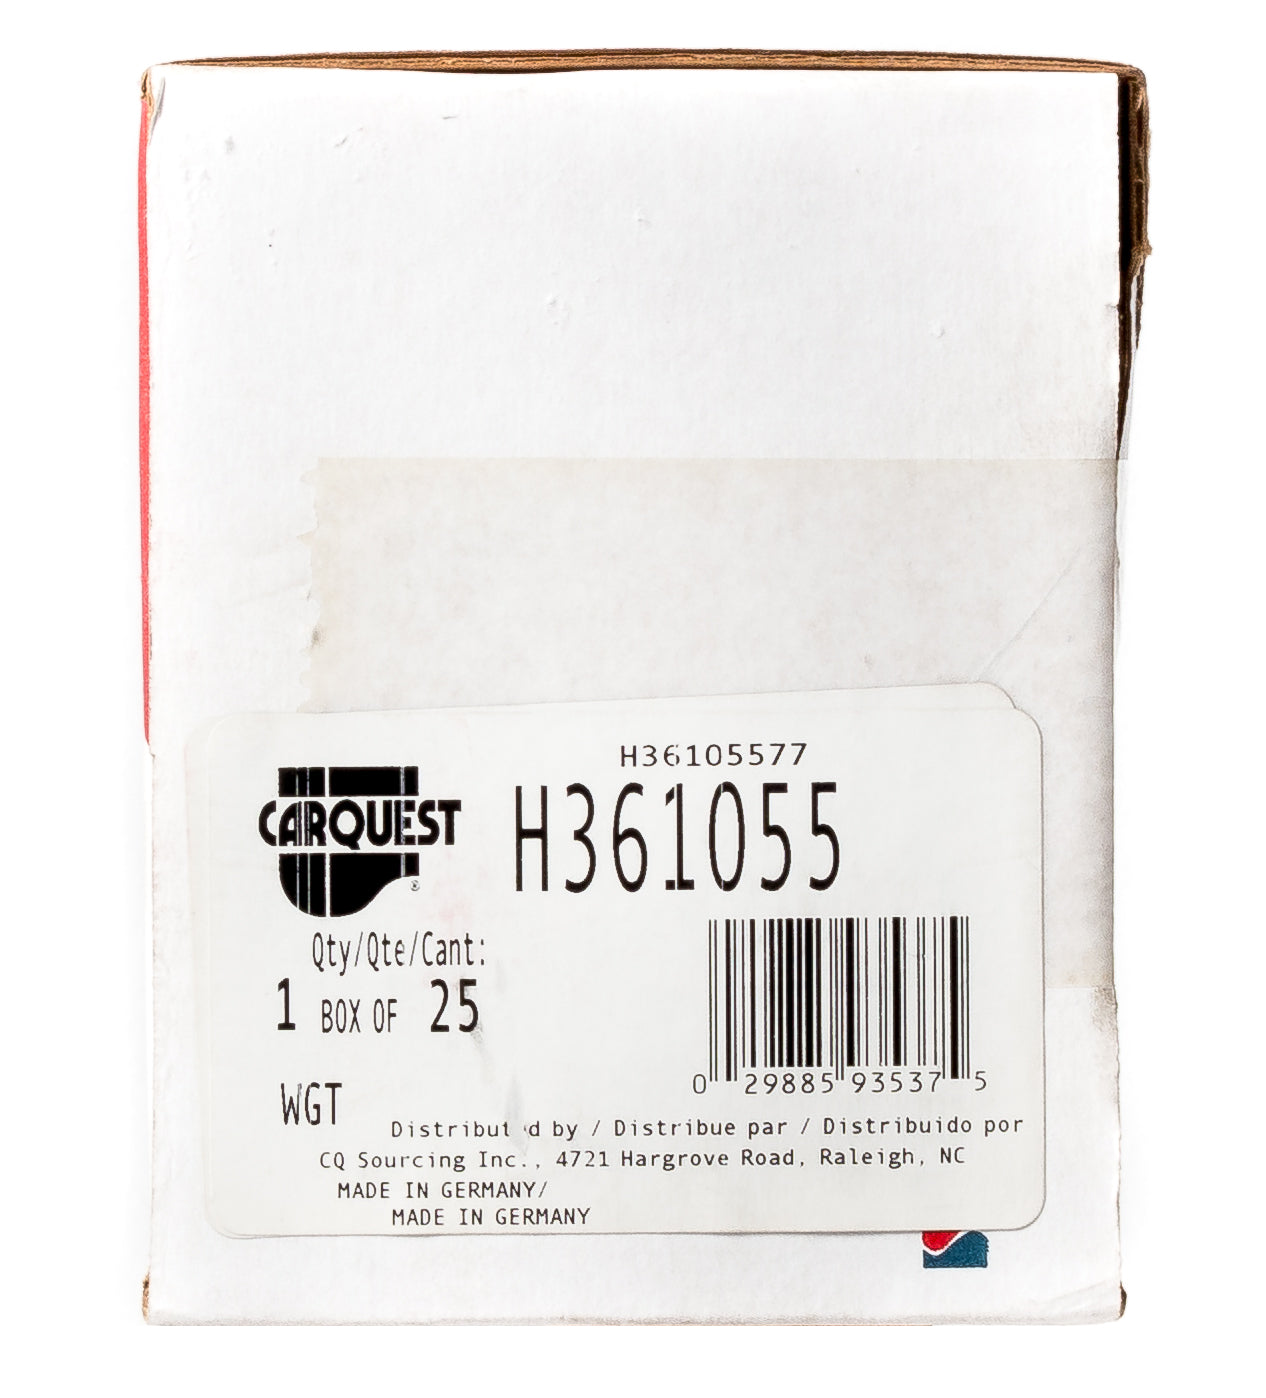 H36105577
CARQUEST
®
H361055
Qty/Qte/Cant:
1 BOX OF 25
0 29885 93537 5
WGT
Distribut d by / Distribue par / Distribuido por
CQ Sourcing Inc., 4721 Hargrove Road, Raleigh, NC
MADE IN GERMANY/
MADE IN GERMANY